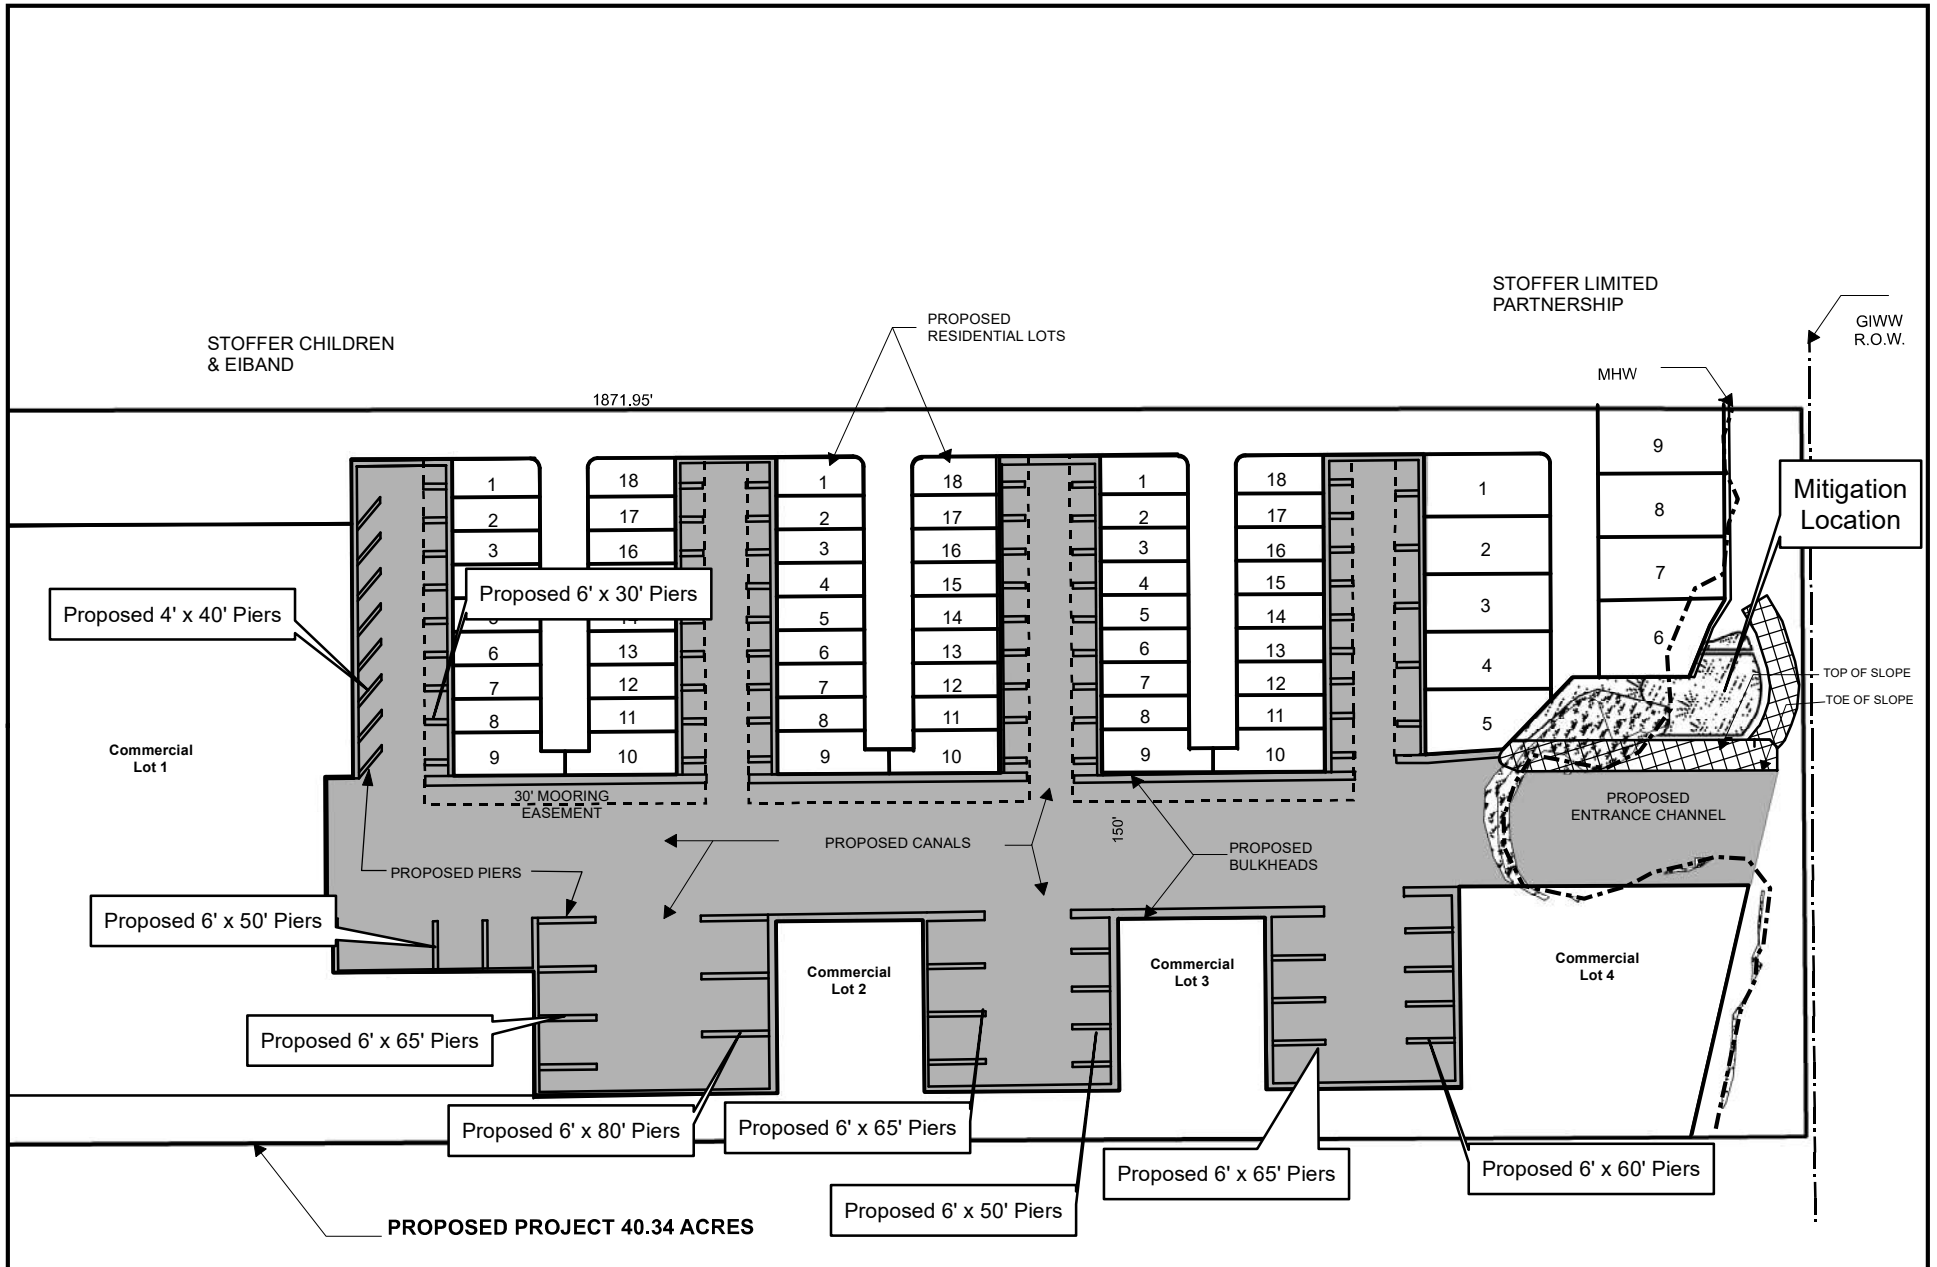 STOFFER LIMITED
PARTNERSHIP
GIWW
R.O.W.
PROPOSED
RESIDENTIAL LOTS
STOFFER CHILDREN
& EIBAND
MHW
1871.95'
1
2
3
6
7
8
9
18
17
16
13
12
11
10
1
2
3
4
5
6
7
8
9
18
17
16
15
14
13
12
11
10
1
2
3
4
5
6
7
8
9
18
17
16
15
14
13
12
11
10
1
2
3
4
5
9
8
7
6
Mitigation
Location
Proposed 4' x 40' Piers
Proposed 6' x 30' Piers
TOP OF SLOPE
TOE OF SLOPE
Commercial
Lot 1
30' MOORING
EASEMENT
PROPOSED
ENTRANCE CHANNEL
150'
PROPOSED CANALS
PROPOSED
BULKHEADS
PROPOSED PIERS
Proposed 6' x 50' Piers
Commercial
Lot 2
Commercial
Lot 3
Commercial
Lot 4
Proposed 6' x 65' Piers
Proposed 6' x 80' Piers
Proposed 6' x 65' Piers
Proposed 6' x 50' Piers
Proposed 6' x 65' Piers
Proposed 6' x 60' Piers
PROPOSED PROJECT 40.34 ACRES